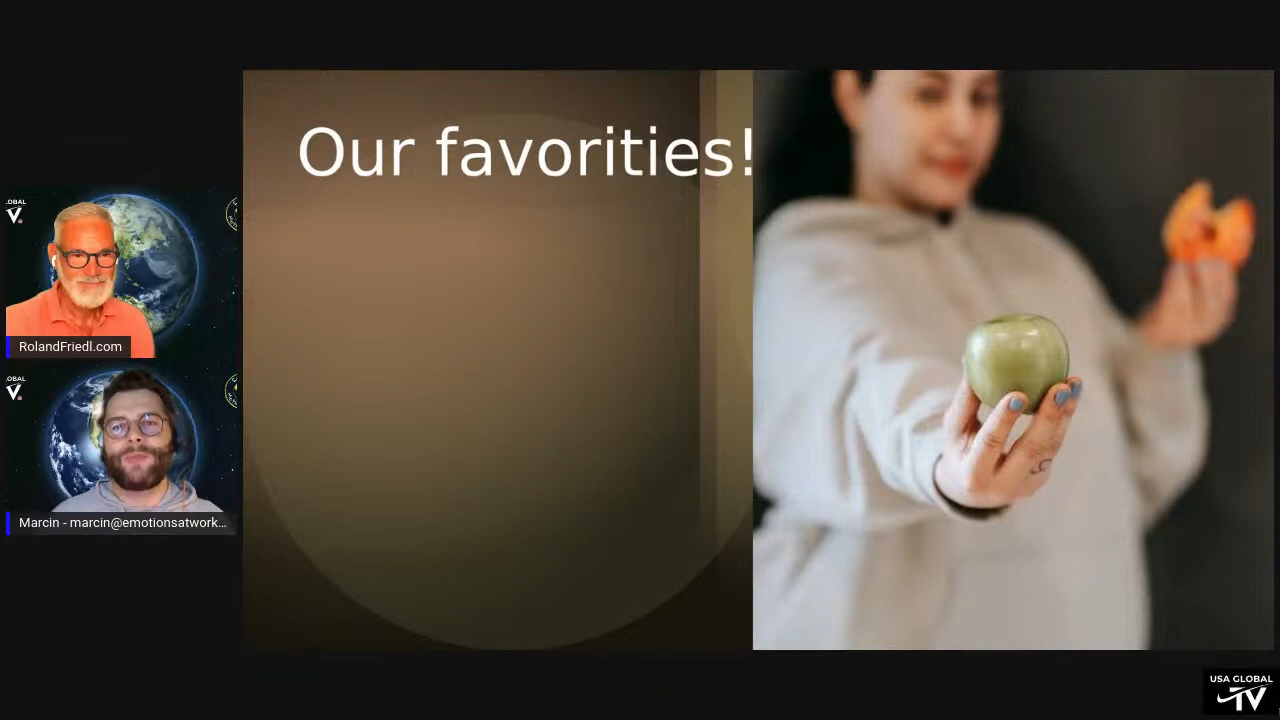 Our favorities!
.OBAL
V.
RolandFriedl.com
.OBAL
V.
Marcin - marcin@emotionsatwork...
USA GLOBAL
TV